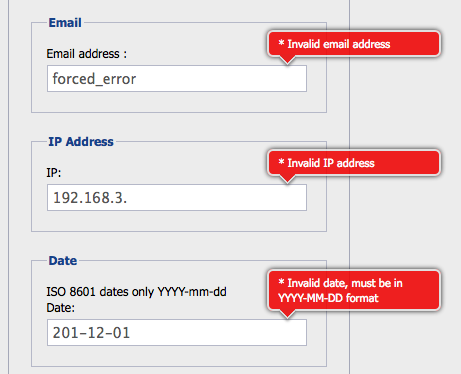 Email
* Invalid email address
Email address :
forced_error
IP Address
* Invalid IP address
IP:
192.168.3.
Date
* Invalid date, must be in
YYYY-MM-DD format
ISO 8601 dates only YYYY-mm-dd
Date:
201-12-01